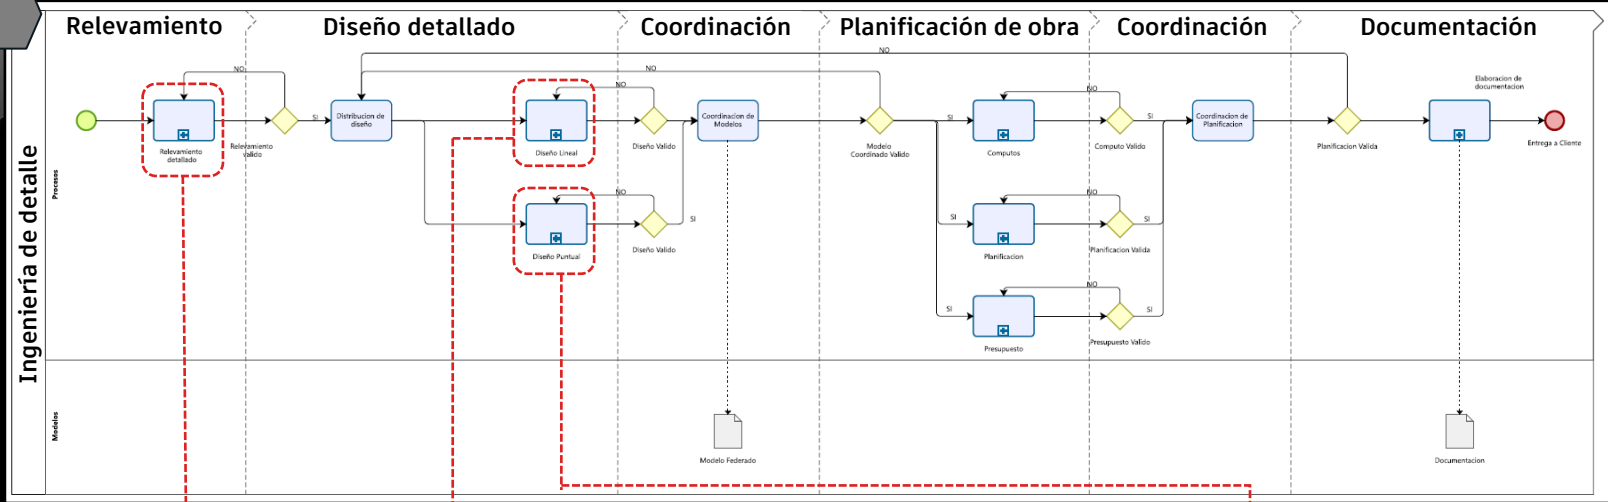 Relevamiento
Diseño detallado
Coordinación
Planificación de obra
Coordinación
Documentación
Ingeniería de detalle
Procesos
Modelos
NO
Relevamiento
detallado
Relevamiento
valido
SI
Distribucion de
diseño
NO
NO
NO
Diseño Lineal
Diseño Valido
NO
Diseño Puntual
Diseño Valido
SI
Coordinacion de
Modelos
Modelo
Coordinado Valido
SI
SI
SI
NO
Computos
Computo Valido
SI
NO
Planificacion
Planificacion Valida
SI
NO
Presupuesto
Presupuesto Valido
SI
Coordinacion de
Planificacion
Planificacion Valida
Elaboracion de
documentacion
Entrega a Cliente
Modelo Federado
Documentacion